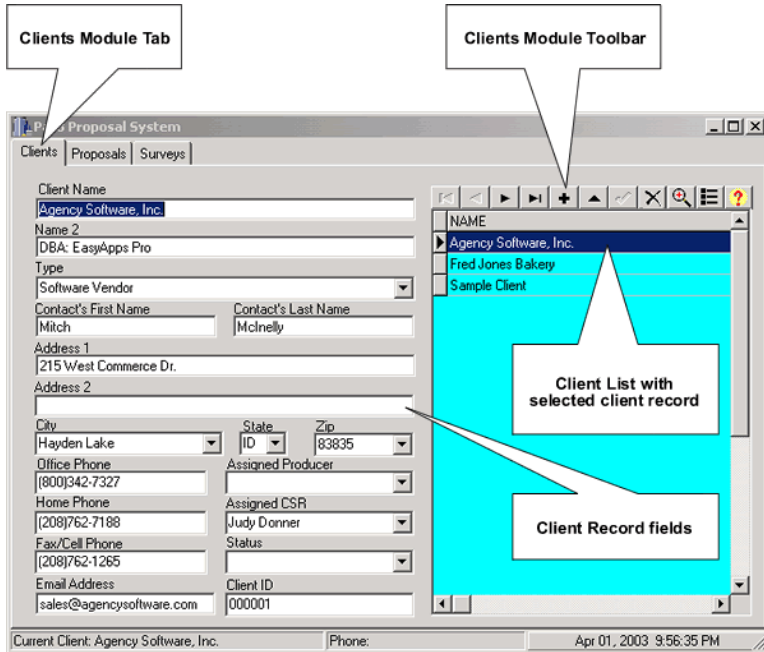 Clients Module Tab
Clients Module Toolbar
Proposal System
Clients Proposals Surveys
Client Name
Agency Software, Inc.
Name 2
DBA: EasyApps Pro
Type
Software Vendor
Contact's First Name Contact's Last Name
Mitch McInelly
Address 1
215 West Commerce Dr.
Address 2
City State Zip
Hayden Lake ID 83835
Office Phone Assigned Producer
(800)342-7327
Home Phone Assigned CSR
(208)762-7188 Judy Donner
Fax/Cell Phone Status
(208)762-1265
Email Address Client ID
sales@agencysoftware.com 000001
NAME
Agency Software, Inc.
Fred Jones Bakery
Sample Client
Client List with
selected client record
Client Record fields
Current Client: Agency Software, Inc. Phone: Apr 01, 2003 9:56:35 PM